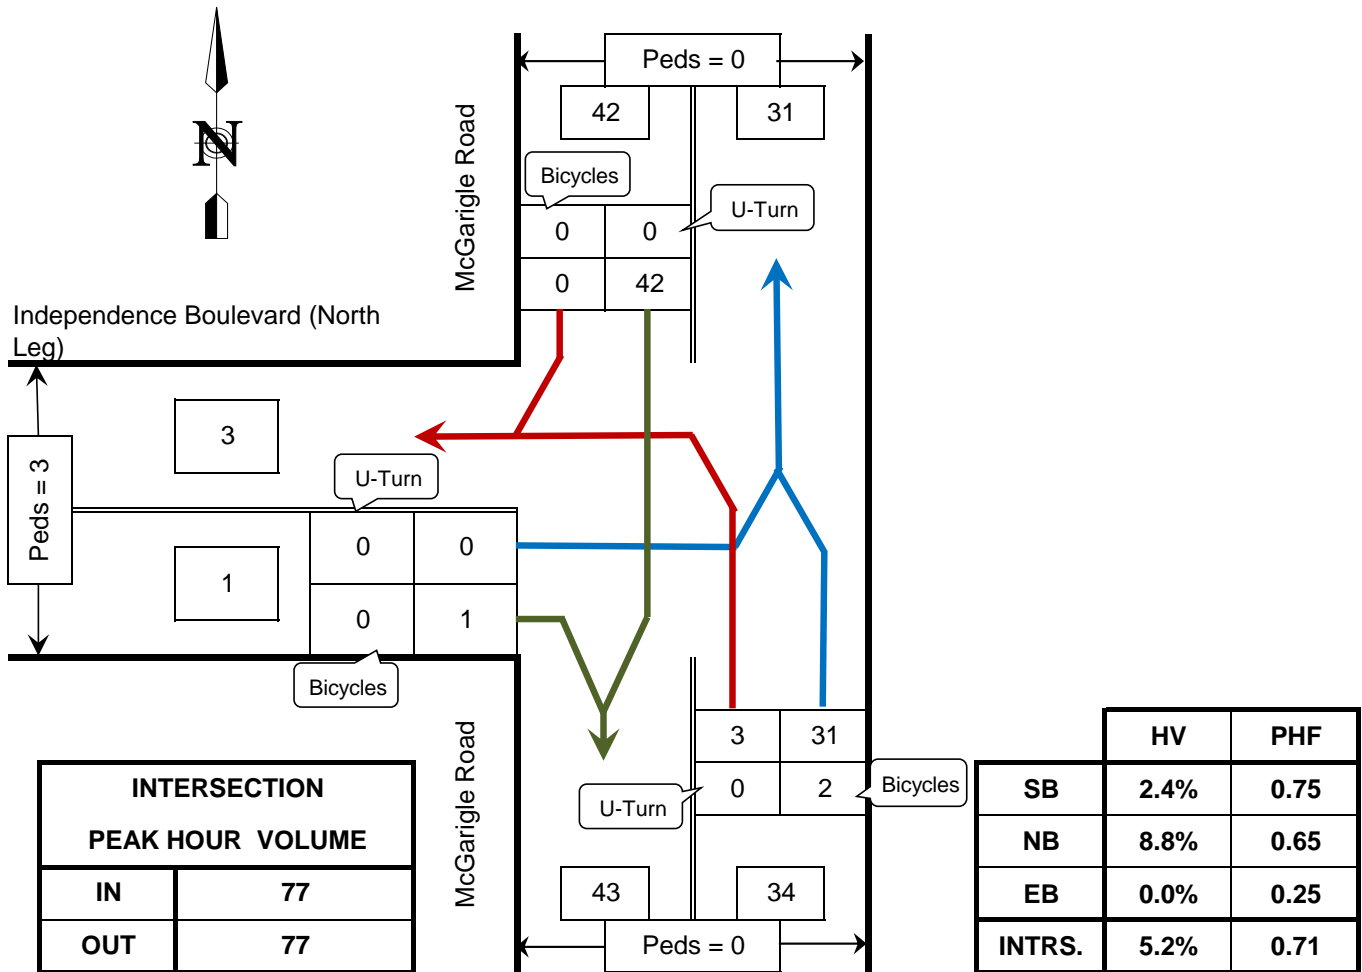 Peds = 0
42 31
McGarigle Road
Bicycles
U-Turn
N
0 0
0 42
Independence Boulevard (North
Leg)
3
Peds = 3
U-Turn
0 0
1
0 1
Bicycles
McGarigle Road
3 31
0 2
U-Turn
Bicycles
43 34
Peds = 0
INTERSECTION
PEAK HOUR VOLUME
IN 77
OUT 77
HV PHF
SB 2.4% 0.75
NB 8.8% 0.65
EB 0.0% 0.25
INTRS. 5.2% 0.71